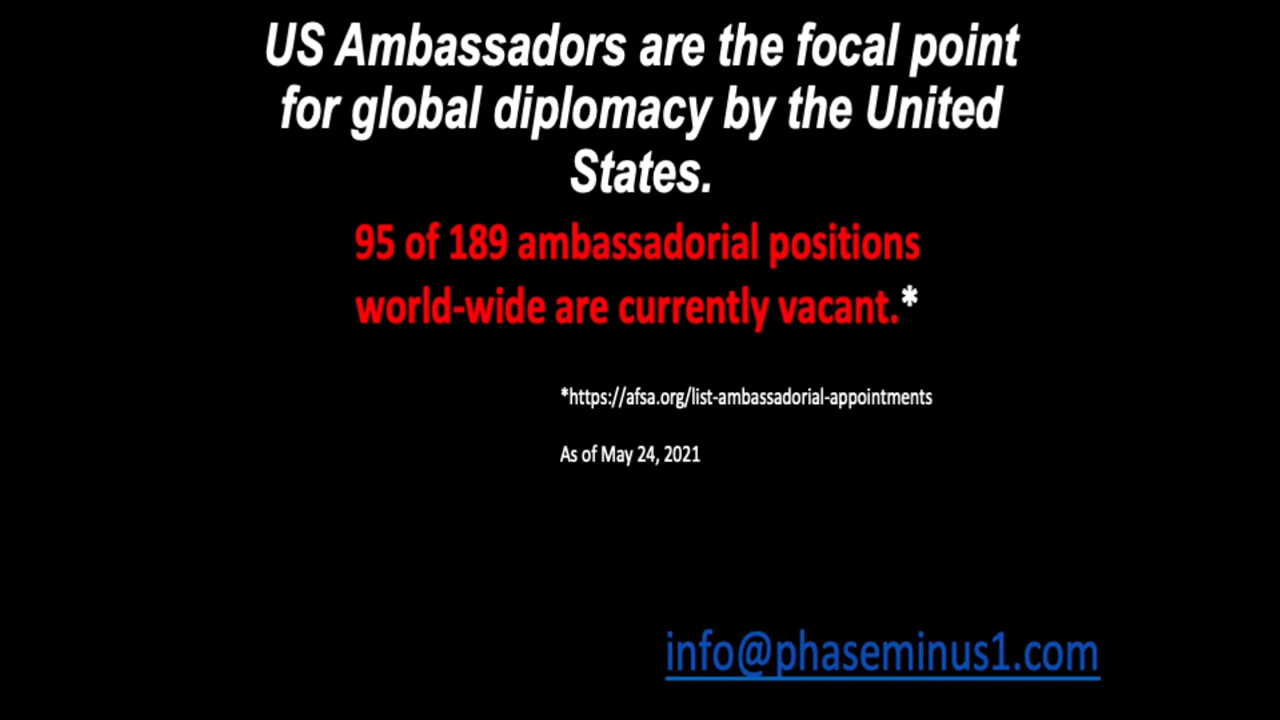 US Ambassadors are the focal point
for global diplomacy by the United
States.
95 of 189 ambassadorial positions
world-wide are currently vacant.*
*https://afsa.org/list-ambassadorial-appointments
As of May 24, 2021
info@phaseminus1.com